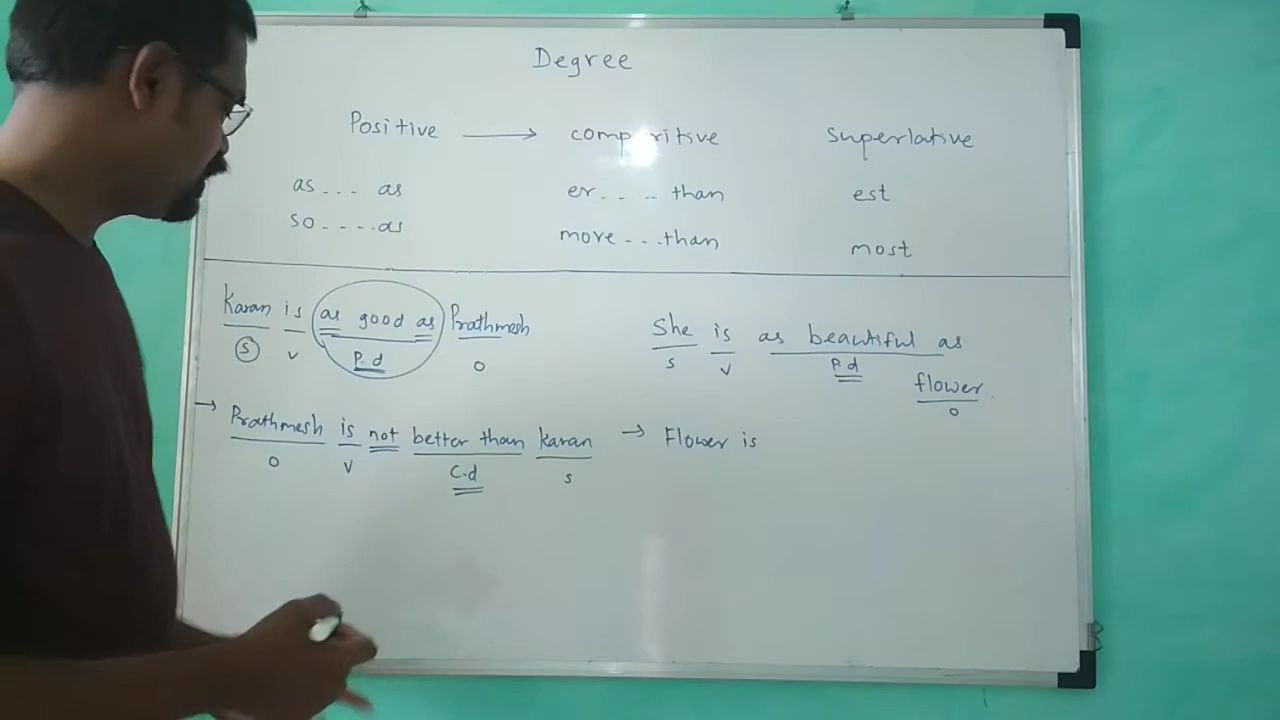 Degree
Positive → comparitive superlative
as... as er.... than est
so....as more...than most
Karan is as good as Prathmesh
S v P.d o
She is as beautiful as
s v P.d
flower
o
→ Prathmesh is not better than karan
o v C.d s
→ Flower is